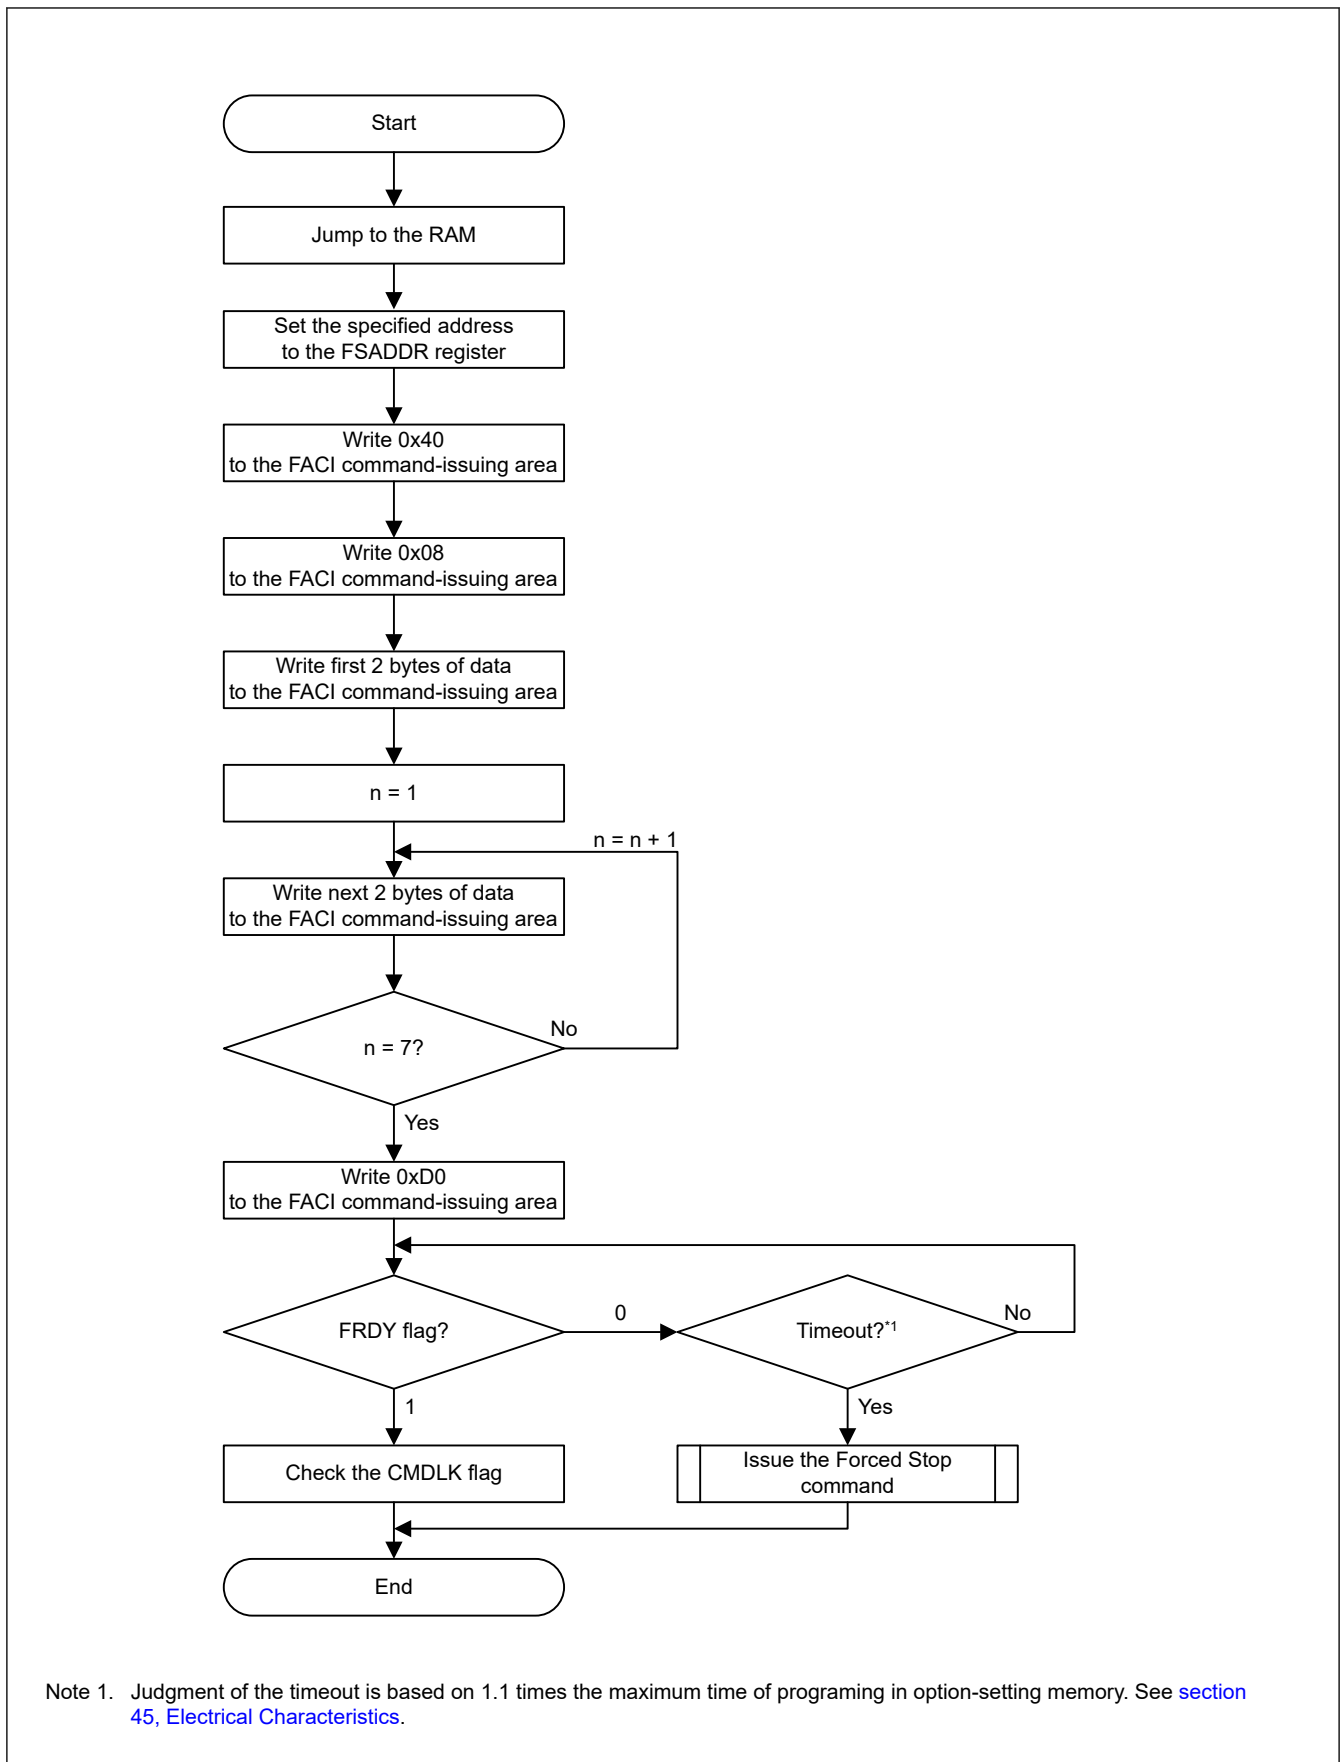 Start
Jump to the RAM
Set the specified address
to the FSADDR register
Write 0x40
to the FACI command-issuing area
Write 0x08
to the FACI command-issuing area
Write first 2 bytes of data
to the FACI command-issuing area
n = 1
n = n + 1
Write next 2 bytes of data
to the FACI command-issuing area
n = 7?
No
Yes
Write 0xD0
to the FACI command-issuing area
FRDY flag?
0
Timeout?*1
No
1
Yes
Check the CMDLK flag
Issue the Forced Stop
command
End
Note 1. Judgment of the timeout is based on 1.1 times the maximum time of programing in option-setting memory. See section
45, Electrical Characteristics.